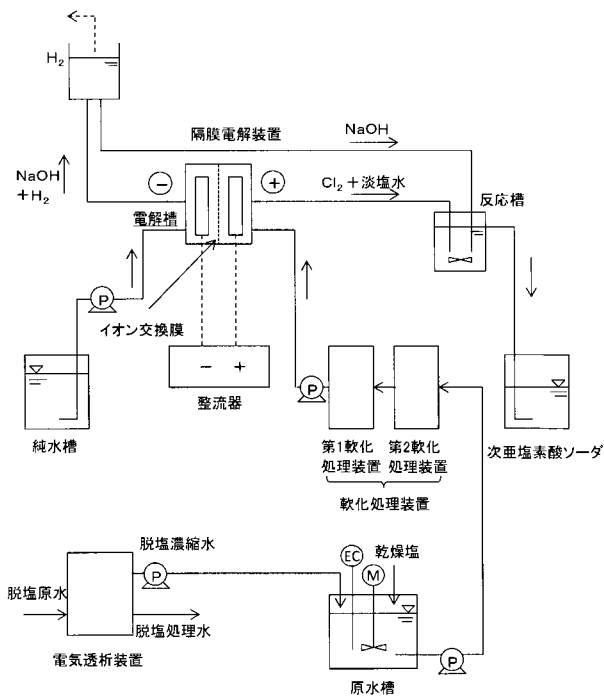 H₂
隔膜電解装置
NaOH
NaOH
+H₂
−
+
Cl₂+淡塩水
反応槽
電解槽
P
イオン交換膜
− +
整流器
純水槽
P
第1軟化
処理装置
第2軟化
処理装置
軟化処理装置
次亜塩素酸ソーダ
脱塩濃縮水
P
脱塩原水
脱塩処理水
電気透析装置
EC
M
乾燥塩
P
原水槽